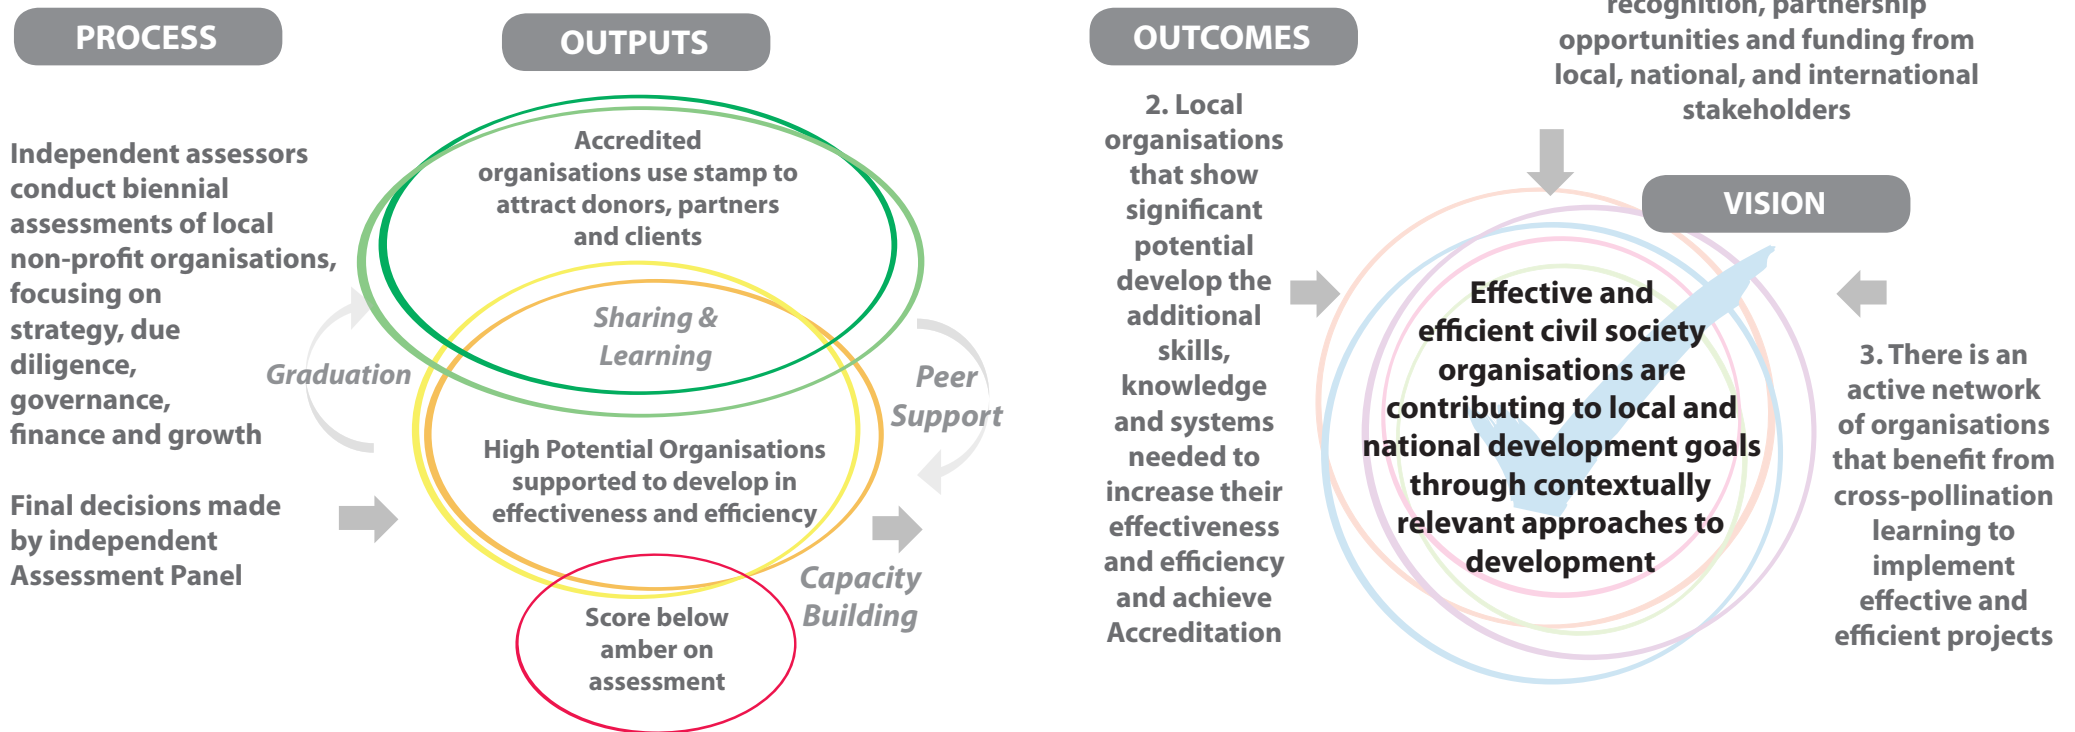 PROCESS
Independent assessors
conduct biennial
assessments of local
non-profit organisations,
focusing on
strategy, due
diligence,
governance,
finance and growth
Final decisions made
by independent
Assessment Panel
OUTPUTS
Accredited
organisations use stamp to
attract donors, partners
and clients
Sharing &
Learning
Graduation
Peer
Support
High Potential Organisations
supported to develop in
effectiveness and efficiency
Capacity
Building
Score below
amber on
assessment
OUTCOMES
recognition, partnership
opportunities and funding from
local, national, and international
stakeholders
2. Local
organisations
that show
significant
potential
develop the
additional
skills,
knowledge
and systems
needed to
increase their
effectiveness
and efficiency
and achieve
Accreditation
VISION
Effective and
efficient civil society
organisations are
contributing to local and
national development goals
through contextually
relevant approaches to
development
3. There is an
active network
of organisations
that benefit from
cross-pollination
learning to
implement
effective and
efficient projects